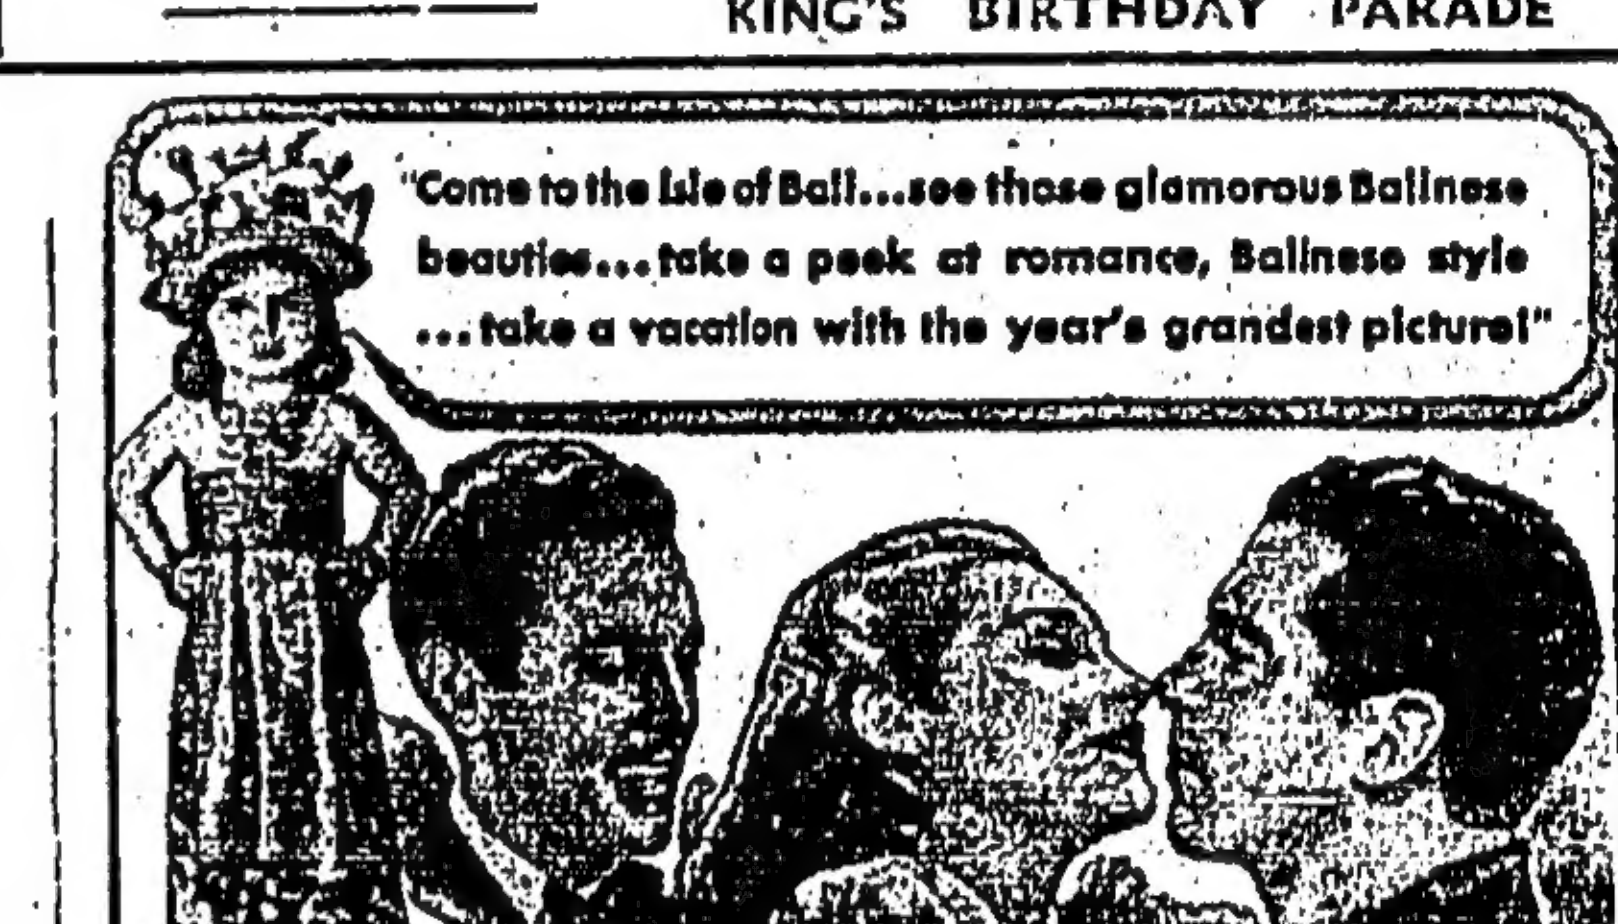 KING'S BIRTHDAY PARADE
"Come to the Isle of Bali...see those glamorous Balinese
beauties...take a peek at romance, Balinese style
...take a vacation with the year's grandest picture!"